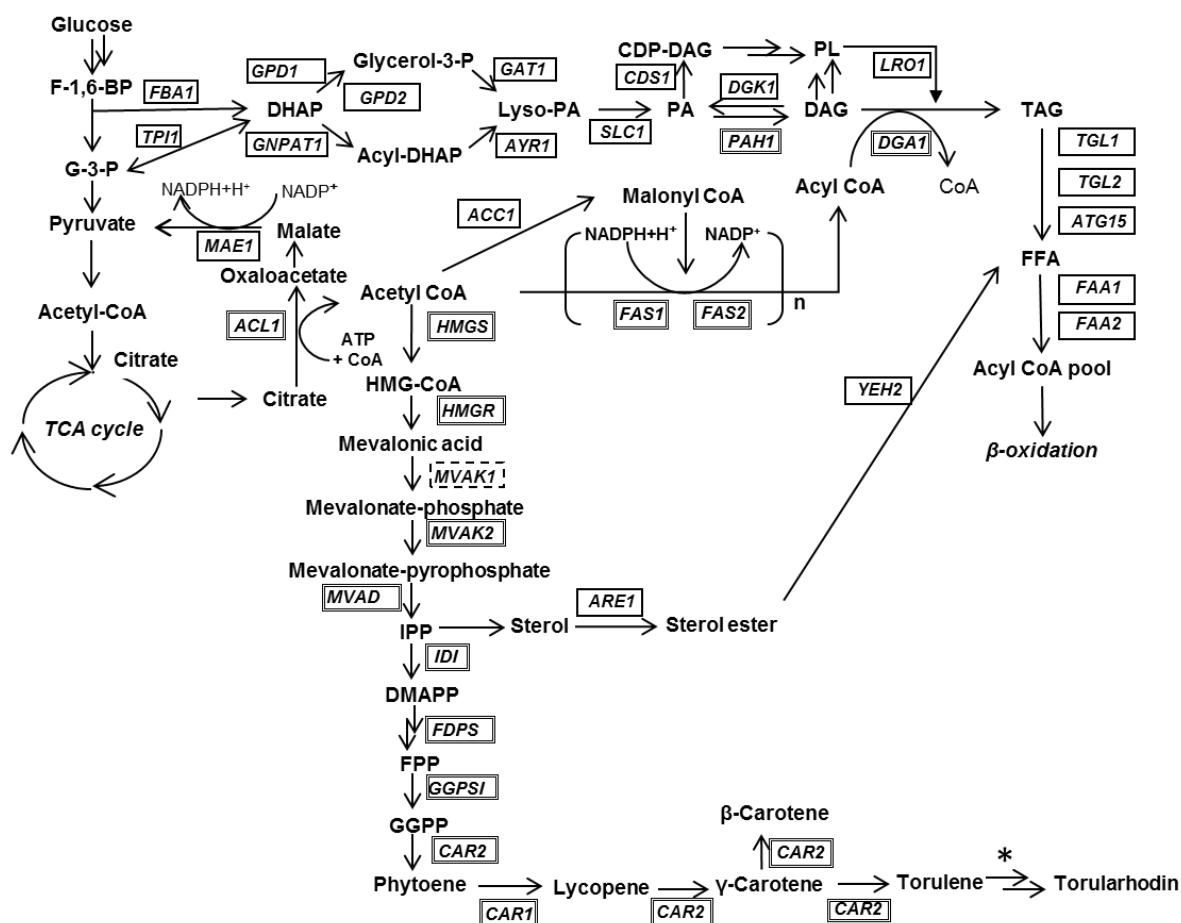 Glucose
F-1,6-BP
FBA1
TPI1
G-3-P
Pyruvate
Acetyl-CoA
Citrate
TCA cycle
Citrate
DHAP
GPD1
GPD2
Glycerol-3-P
GNPAT1
Acyl-DHAP
GAT1
AYR1
Lyso-PA
SLC1
PA
CDS1
CDP-DAG
DGK1
PAH1
DAG
PL
LRO1
TAG
DGA1
Acyl CoA
CoA
TGL1
TGL2
ATG15
FFA
FAA1
FAA2
Acyl CoA pool
β-oxidation
NADPH+H⁺
NADP⁺
MAE1
Malate
Oxaloacetate
ACL1
ATP
+ CoA
Acetyl CoA
ACC1
Malonyl CoA
NADPH+H⁺
NADP⁺
FAS1
FAS2
n
HMGS
HMG-CoA
HMGR
Mevalonic acid
MVAK1
Mevalonate-phosphate
MVAK2
Mevalonate-pyrophosphate
MVAD
IPP
Sterol
ARE1
Sterol ester
YEH2
IDI
DMAPP
FDPS
FPP
GGPSI
GGPP
CAR2
Phytoene
CAR1
Lycopene
CAR2
γ-Carotene
CAR2
β-Carotene
CAR2
Torulene
*
Torularhodin